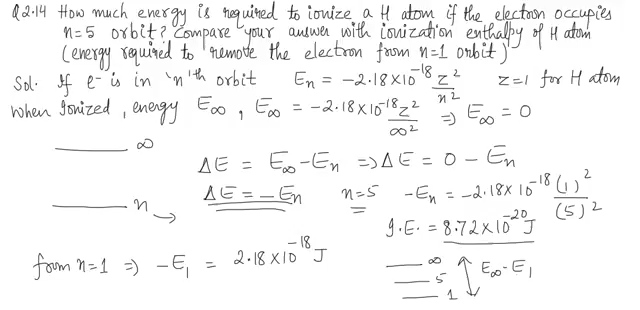 Q2.14 How much energy is required to ionize a H atom if the electron occupies
n=5 orbit? Compare your answer with ionization enthalpy of H atom
(energy required to remove the electron from n=1 orbit)
Sol. If e- is in 'n'th orbit Eₙ = -2.18×10⁻¹⁸ z²/n² z=1 for H atom
when Ionized, energy E∞, E∞ = -2.18×10⁻¹⁸ z²/∞² ⇒ E∞ = 0
∞
ΔE = E∞ - Eₙ ⇒ ΔE = 0 - Eₙ
n ΔE = -Eₙ n=5 -Eₙ = -2.18×10⁻¹⁸ (1)²/(5)²
I.E. = 8.72×10⁻²⁰ J
from n=1 ⇒ -E₁ = 2.18×10⁻¹⁸ J
∞
5 E∞ - E₁
1